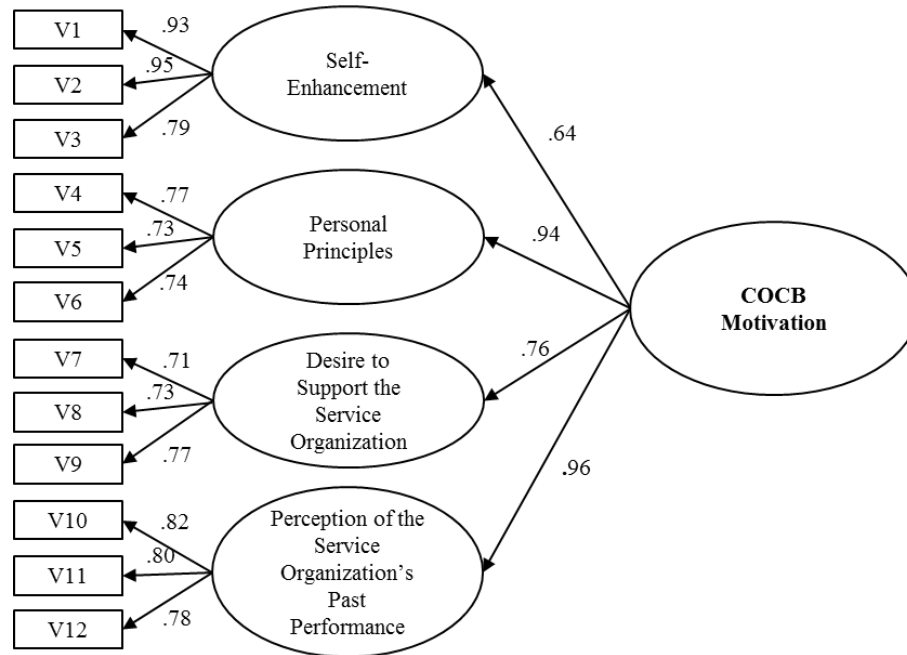 V1
V2
V3
V4
V5
V6
V7
V8
V9
V10
V11
V12
.93
.95
.79
.77
.73
.74
.71
.73
.77
.82
.80
.78
Self-
Enhancement
Personal
Principles
Desire to
Support the
Service
Organization
Perception of the
Service
Organization’s
Past
Performance
.64
.94
.76
.96
COCB
Motivation